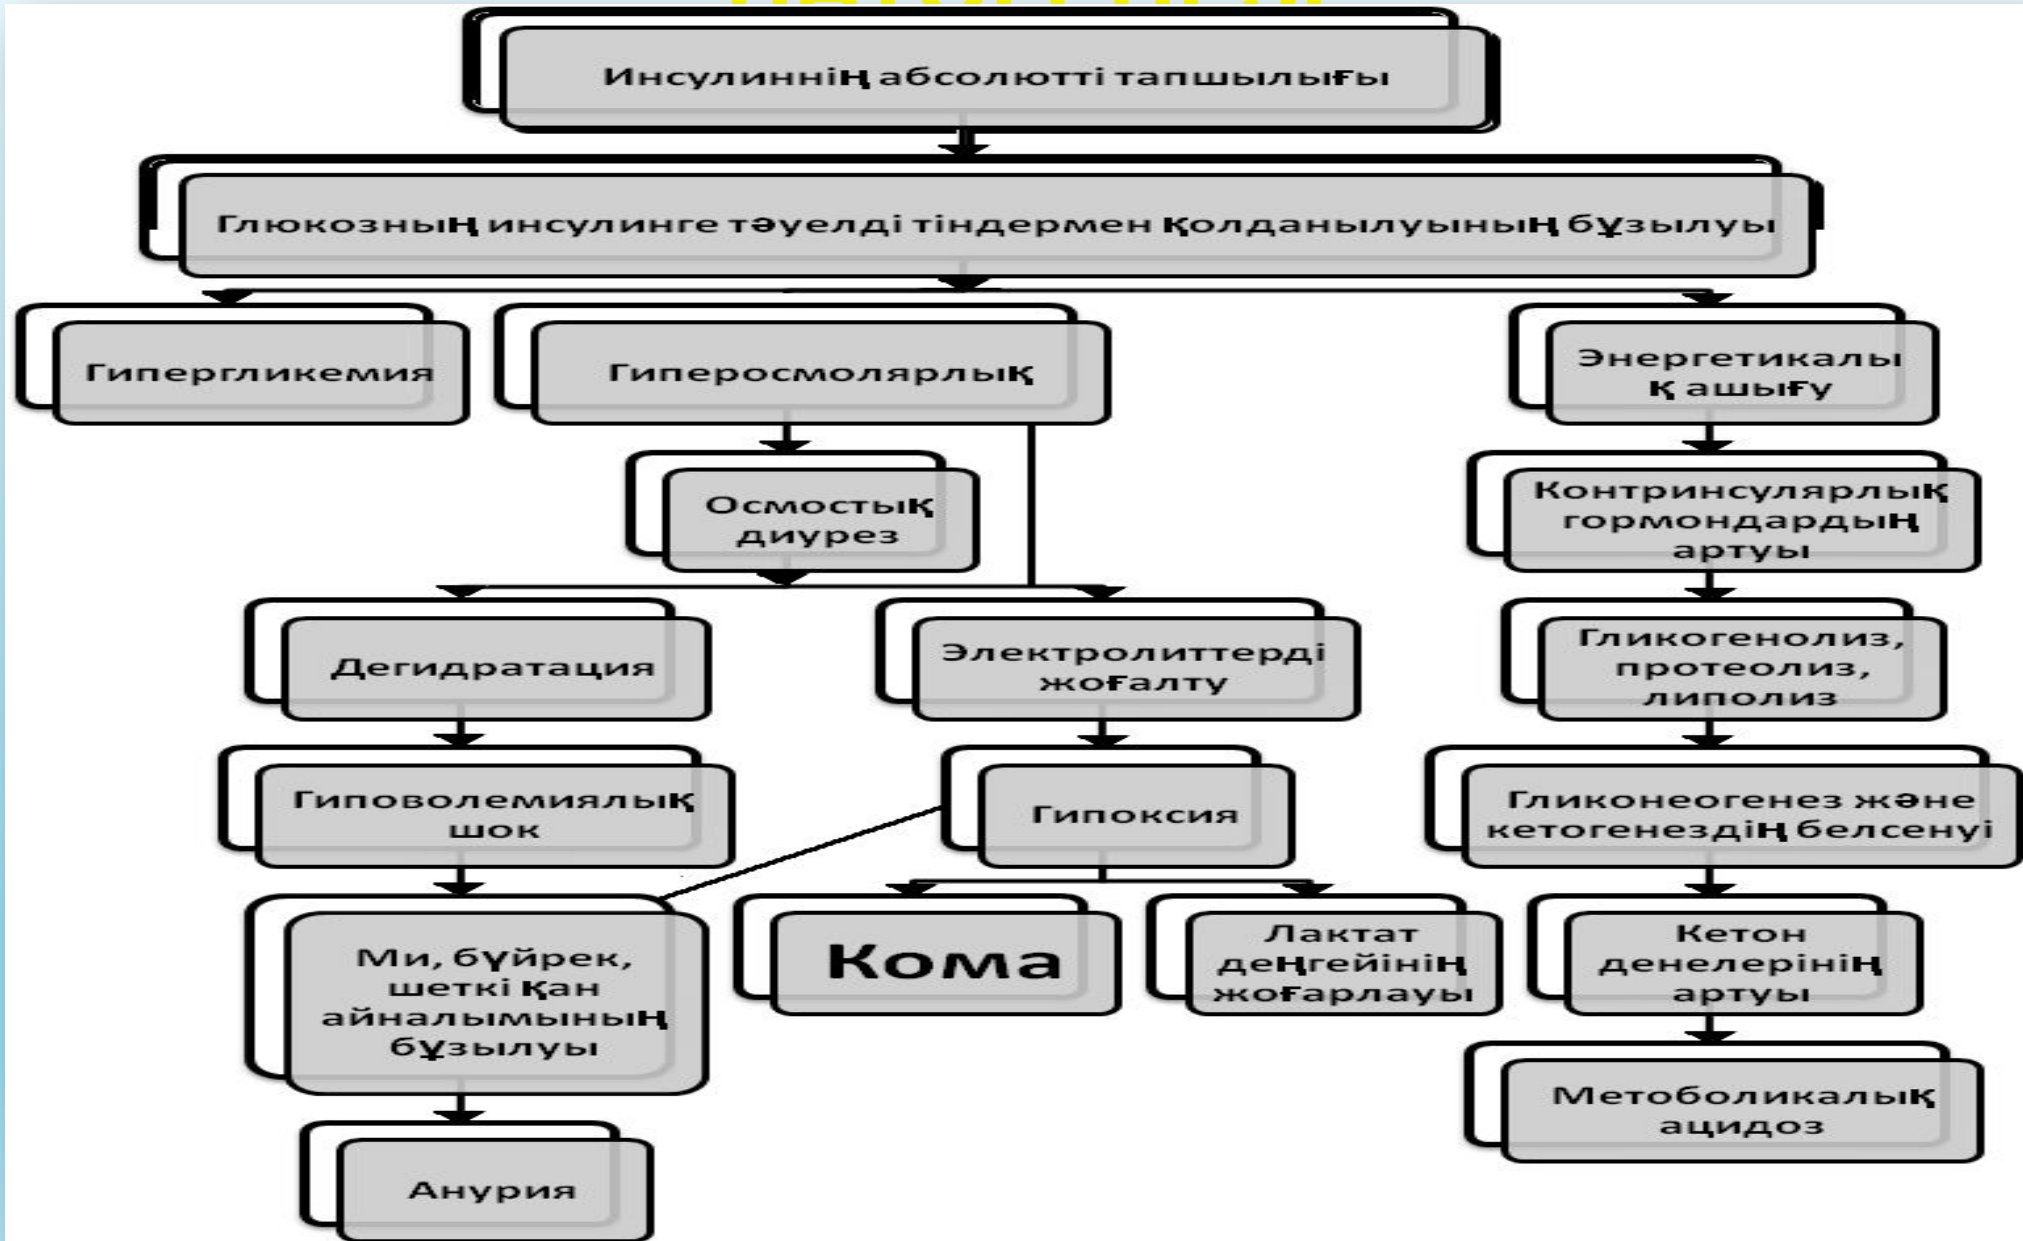 Инсулиннің абсолютті тапшылығы
Глюкозның инсулинге тәуелді тіндермен қолданылуының бұзылуы
Гипергликемия
Гиперосмолярлық
Энергетикалы
қ ашығу
Осмостық
диурез
Контринсулярлық
гормондардың
артуы
Дегидратация
Электролиттерді
жоғалту
Гликогенолиз,
протеолиз,
липолиз
Гиповолемиялық
шок
Гипоксия
Гликонеогенез және
кетогенездің белсенуі
Ми, бүйрек,
шеткі қан
айналымының
бұзылуы
Кома
Лактат
деңгейінің
жоғарлауы
Кетон
денелерінің
артуы
Метоболикалық
ацидоз
Анурия